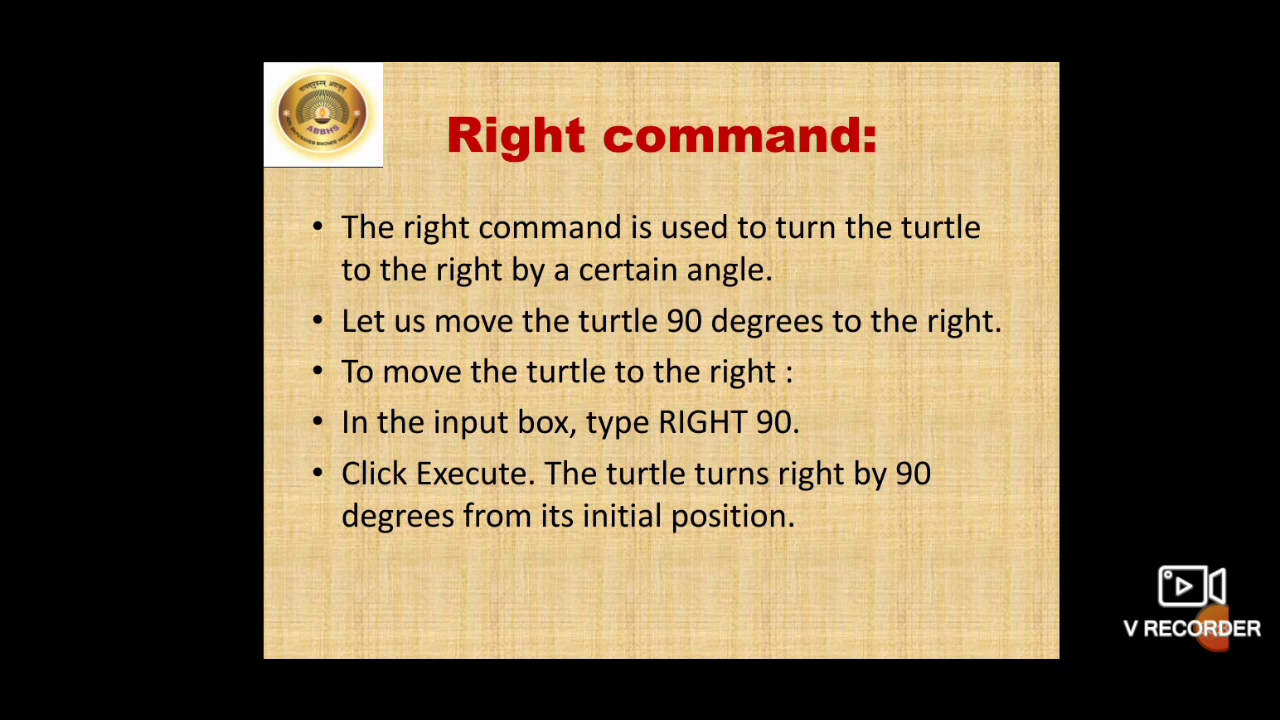 ABBHS
Right command:
• The right command is used to turn the turtle
to the right by a certain angle.
• Let us move the turtle 90 degrees to the right.
• To move the turtle to the right :
• In the input box, type RIGHT 90.
• Click Execute. The turtle turns right by 90
degrees from its initial position.
V RECORDER